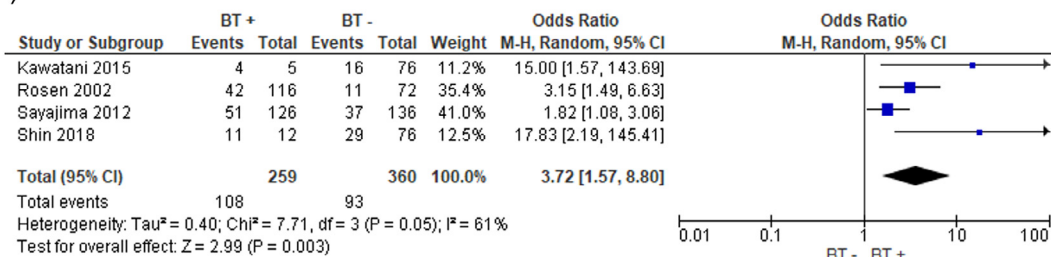 BT + BT - Odds Ratio Odds Ratio
Study or Subgroup Events Total Events Total Weight M-H, Random, 95% CI M-H, Random, 95% CI
Kawatani 2015 4 5 16 76 11.2% 15.00 [1.57, 143.69]
Rosen 2002 42 116 11 72 35.4% 3.15 [1.49, 6.63]
Sayajima 2012 51 126 37 136 41.0% 1.82 [1.08, 3.06]
Shin 2018 11 12 29 76 12.5% 17.83 [2.19, 145.41]
Total (95% CI) 259 360 100.0% 3.72 [1.57, 8.80]
Total events 108 93
Heterogeneity: Tau² = 0.40; Chi² = 7.71, df = 3 (P = 0.05); I² = 61%
Test for overall effect: Z = 2.99 (P = 0.003)
0.01 0.1 1 10 100
BT - BT +